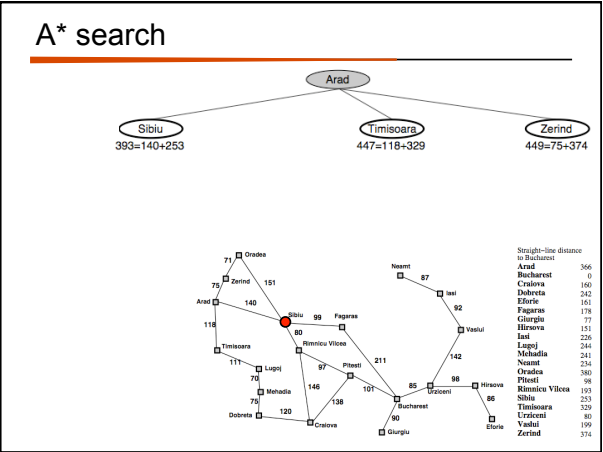 A* search
Arad
Sibiu
Timisoara
Zerind
393=140+253
447=118+329
449=75+374
Oradea
71
Zerind
151
75
Arad
140
Sibiu
99
Fagaras
118
80
Rimnicu Vilcea
Timisoara
111
Lugoj
97
Pitesti
211
70
Mehadia
146
101
138
75
Dobreta
120
Craiova
Bucharest
90
Giurgiu
85
Urziceni
98
Hirsova
86
Eforie
142
Vaslui
92
Iasi
87
Neamt
Straight-line distance
to Bucharest
Arad 366
Bucharest 0
Craiova 160
Dobreta 242
Eforie 161
Fagaras 178
Giurgiu 77
Hirsova 151
Iasi 226
Lugoj 244
Mehadia 241
Neamt 234
Oradea 380
Pitesti 98
Rimnicu Vilcea 193
Sibiu 253
Timisoara 329
Urziceni 80
Vaslui 199
Zerind 374